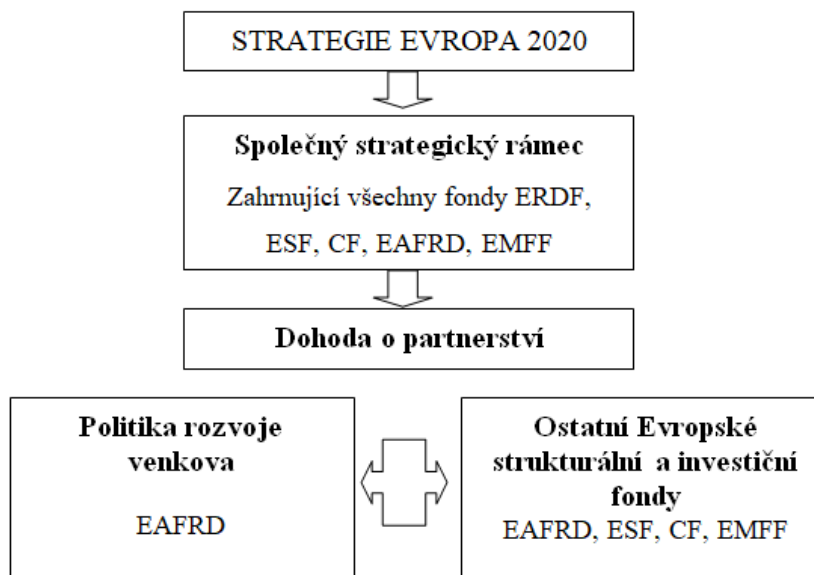 STRATEGIE EVROPA 2020
Společný strategický rámec
Zahrnující všechny fondy ERDF,
ESF, CF, EAFRD, EMFF
Dohoda o partnerství
Politika rozvoje
venkova
EAFRD
Ostatní Evropské
strukturální a investiční
fondy
EAFRD, ESF, CF, EMFF